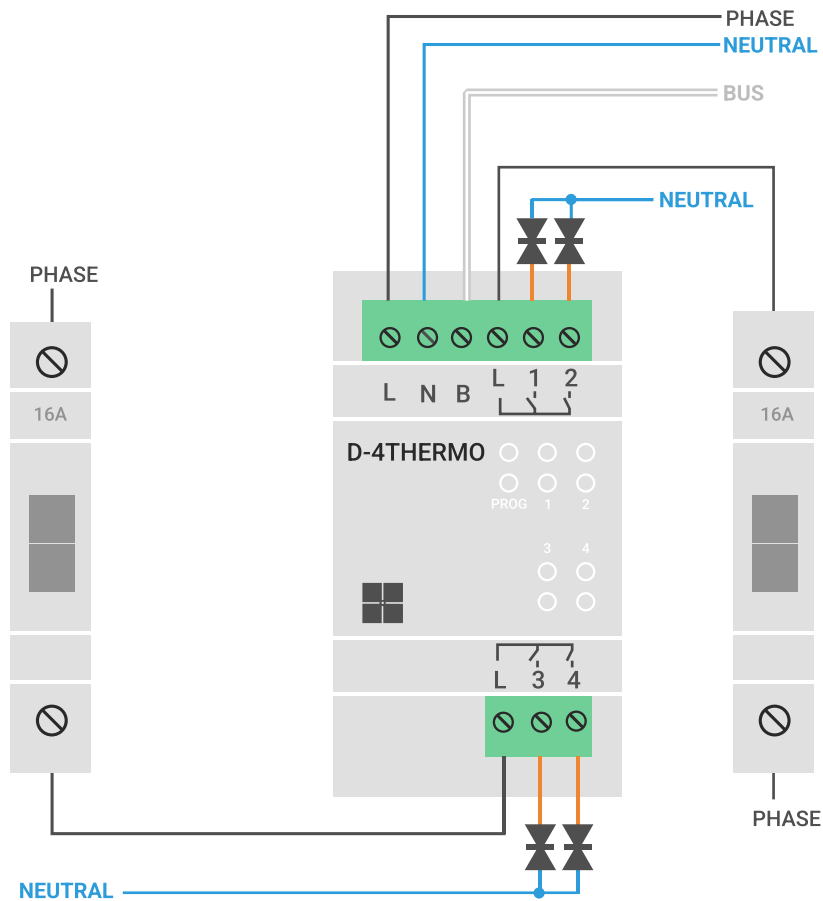 PHASE
NEUTRAL
BUS
NEUTRAL
PHASE
L N B L 1 2
16A
16A
D-4THERMO
PROG 1 2
3 4
L 3 4
PHASE
NEUTRAL